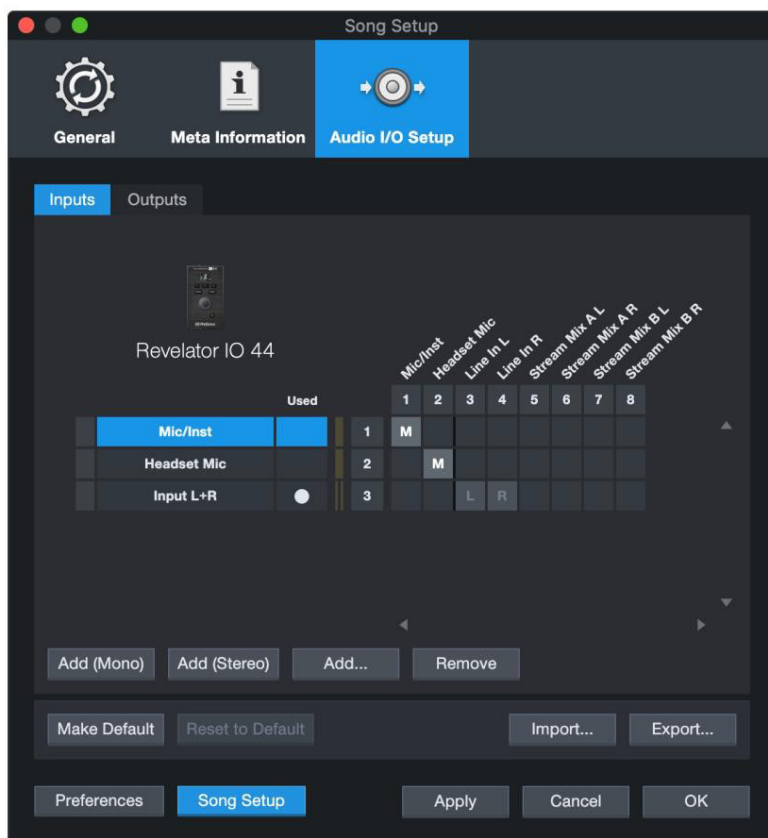 Song Setup
General
Meta Information
Audio I/O Setup
Inputs
Outputs
Revelator IO 44
Mic/Inst
Headset Mic
Line In L
Line In R
Stream Mix A L
Stream Mix A R
Stream Mix B L
Stream Mix B R
Used
1 2 3 4 5 6 7 8
Mic/Inst 1 M
Headset Mic 2 M
Input L+R 3 L R
Add (Mono)
Add (Stereo)
Add...
Remove
Make Default
Reset to Default
Import...
Export...
Preferences
Song Setup
Apply
Cancel
OK